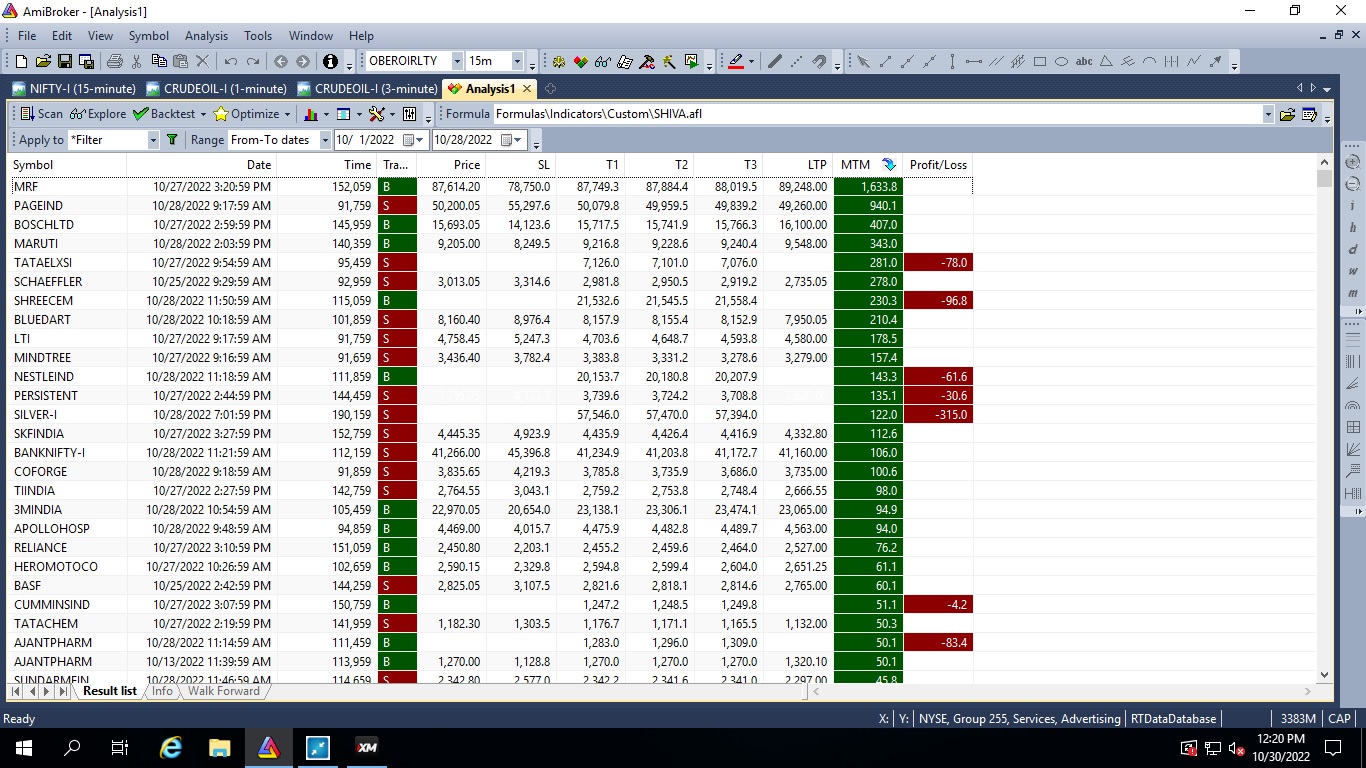 AmiBroker - [Analysis1]
File Edit View Symbol Analysis Tools Window Help
OBEROIRLTY 15m abc
NIFTY-I (15-minute) CRUDEOIL-I (1-minute) CRUDEOIL-I (3-minute) Analysis1
Scan Explore Backtest Optimize Formula Formulas\Indicators\Custom\SHIVA.afl
Apply to *Filter Range From-To dates 10/ 1/2022 10/28/2022
Symbol Date Time Tra... Price SL T1 T2 T3 LTP MTM Profit/Loss
MRF 10/27/2022 3:20:59 PM 152,059 B 87,614.20 78,750.0 87,749.3 87,884.4 88,019.5 89,248.00 1,633.8
PAGEIND 10/28/2022 9:17:59 AM 91,759 S 50,200.05 55,297.6 50,079.8 49,959.5 49,839.2 49,260.00 940.1
BOSCHLTD 10/27/2022 2:59:59 PM 145,959 B 15,693.05 14,123.6 15,717.5 15,741.9 15,766.3 16,100.00 407.0
MARUTI 10/28/2022 2:03:59 PM 140,359 B 9,205.00 8,249.5 9,216.8 9,228.6 9,240.4 9,548.00 343.0
TATAELXSI 10/27/2022 9:54:59 AM 95,459 S 7,126.0 7,101.0 7,076.0 281.0 -78.0
SCHAEFFLER 10/25/2022 9:29:59 AM 92,959 S 3,013.05 3,314.6 2,981.8 2,950.5 2,919.2 2,735.05 278.0
SHREECEM 10/28/2022 11:50:59 AM 115,059 B 21,532.6 21,545.5 21,558.4 230.3 -96.8
BLUEDART 10/28/2022 10:18:59 AM 101,859 S 8,160.40 8,976.4 8,157.9 8,155.4 8,152.9 7,950.05 210.4
LTI 10/27/2022 9:17:59 AM 91,759 S 4,758.45 5,247.3 4,703.6 4,648.7 4,593.8 4,580.00 178.5
MINDTREE 10/27/2022 9:16:59 AM 91,659 S 3,436.40 3,782.4 3,383.8 3,331.2 3,278.6 3,279.00 157.4
NESTLEIND 10/28/2022 11:18:59 AM 111,859 B 20,153.7 20,180.8 20,207.9 143.3 -61.6
PERSISTENT 10/27/2022 2:44:59 PM 144,459 S 3,739.6 3,724.2 3,708.8 135.1 -30.6
SILVER-I 10/28/2022 7:01:59 PM 190,159 S 57,546.0 57,470.0 57,394.0 122.0 -315.0
SKFINDIA 10/27/2022 3:27:59 PM 152,759 S 4,445.35 4,923.9 4,435.9 4,426.4 4,416.9 4,332.80 112.6
BANKNIFTY-I 10/28/2022 11:21:59 AM 112,159 S 41,266.00 45,396.8 41,234.9 41,203.8 41,172.7 41,160.00 106.0
COFORGE 10/28/2022 9:18:59 AM 91,859 S 3,835.65 4,219.3 3,785.8 3,735.9 3,686.0 3,735.00 100.6
TIINDIA 10/27/2022 2:27:59 PM 142,759 S 2,764.55 3,043.1 2,759.2 2,753.8 2,748.4 2,666.55 98.0
3MINDIA 10/28/2022 10:54:59 AM 105,459 B 22,970.05 20,654.0 23,138.1 23,306.1 23,474.1 23,065.00 94.9
APOLLOHOSP 10/28/2022 9:48:59 AM 94,859 B 4,469.00 4,015.7 4,475.9 4,482.8 4,489.7 4,563.00 94.0
RELIANCE 10/27/2022 3:10:59 PM 151,059 B 2,450.80 2,203.1 2,455.2 2,459.6 2,464.0 2,527.00 76.2
HEROMOTOCO 10/27/2022 10:26:59 AM 102,659 B 2,590.15 2,329.8 2,594.8 2,599.4 2,604.0 2,651.25 61.1
BASF 10/25/2022 2:42:59 PM 144,259 S 2,825.05 3,107.5 2,821.6 2,818.1 2,814.6 2,765.00 60.1
CUMMINSIND 10/27/2022 3:07:59 PM 150,759 B 1,247.2 1,248.5 1,249.8 51.1 -4.2
TATACHEM 10/27/2022 2:19:59 PM 141,959 S 1,182.30 1,303.5 1,176.7 1,171.1 1,165.5 1,132.00 50.3
AJANTPHARM 10/28/2022 11:14:59 AM 111,459 B 1,283.0 1,296.0 1,309.0 50.1 -83.4
AJANTPHARM 10/13/2022 11:39:59 AM 113,959 B 1,270.00 1,128.8 1,270.0 1,270.0 1,270.0 1,320.10 50.1
SUNDARMFIN 10/28/2022 11:46:59 AM 114,659 S 2,342.80 2,577.0 2,342.2 2,341.6 2,341.0 2,297.00 45.8
Result list Info Walk Forward
Ready X: Y: NYSE, Group 255, Services, Advertising RTDataDatabase 3383M CAP
XM 12:20 PM
10/30/2022